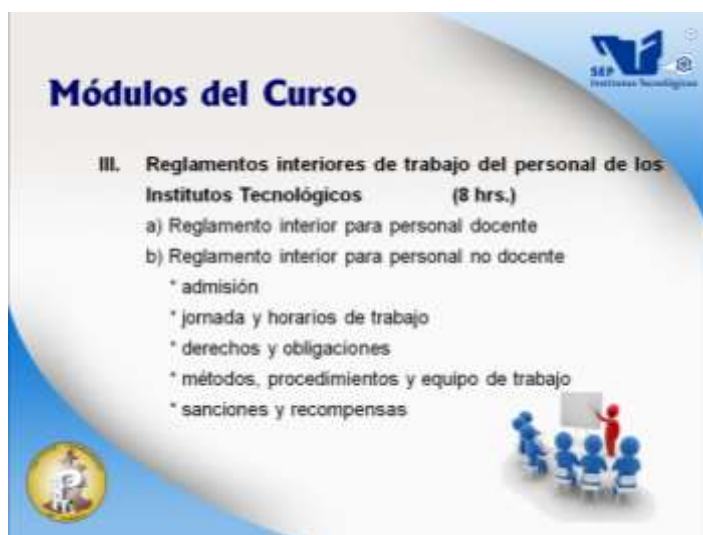 SEP
Institutos Tecnológicos
Módulos del Curso
III. Reglamentos interiores de trabajo del personal de los
Institutos Tecnológicos (8 hrs.)
a) Reglamento interior para personal docente
b) Reglamento interior para personal no docente
* admisión
* jornada y horarios de trabajo
* derechos y obligaciones
* métodos, procedimientos y equipo de trabajo
* sanciones y recompensas